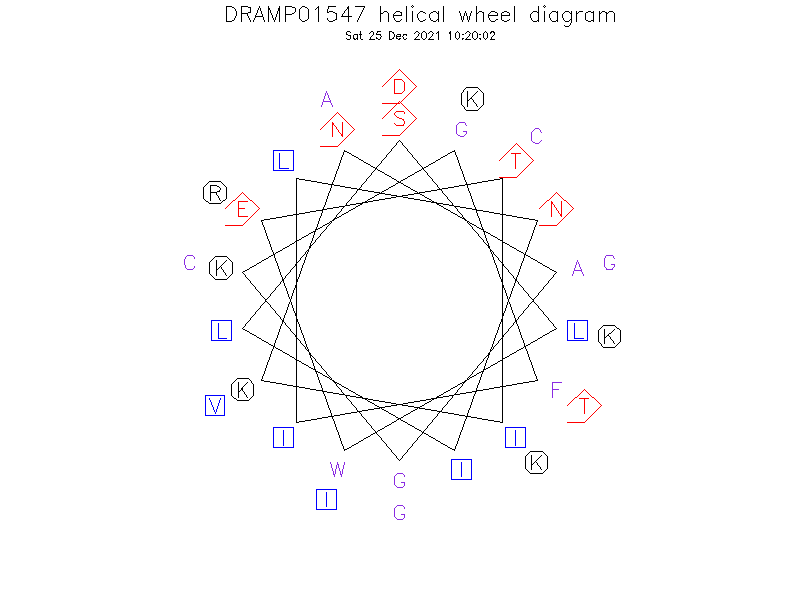 DRAMP01547 helical wheel diagram
Sat 25 Dec 2021 10:20:02
D
A K
S
N G C
L T
R E N
C K A G
L L K
K F
V T
I I
K
W I
G
I
G